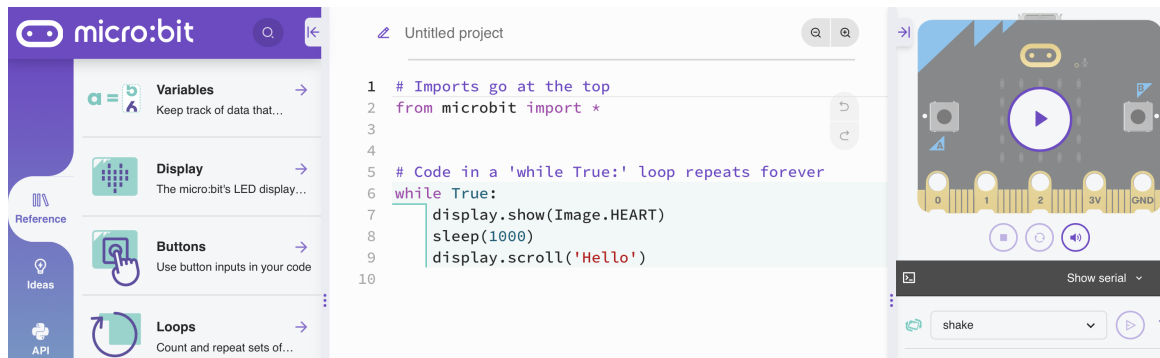 micro:bit
Variables
Keep track of data that…
Display
The micro:bit's LED display…
Reference
Buttons
Use button inputs in your code
Ideas
Loops
Count and repeat sets of…
API
Untitled project
1 # Imports go at the top
2 from microbit import *
3
4
5 # Code in a 'while True:' loop repeats forever
6 while True:
7 display.show(Image.HEART)
8 sleep(1000)
9 display.scroll('Hello')
10
B
A
0 1 2 3V GND
Show serial
shake